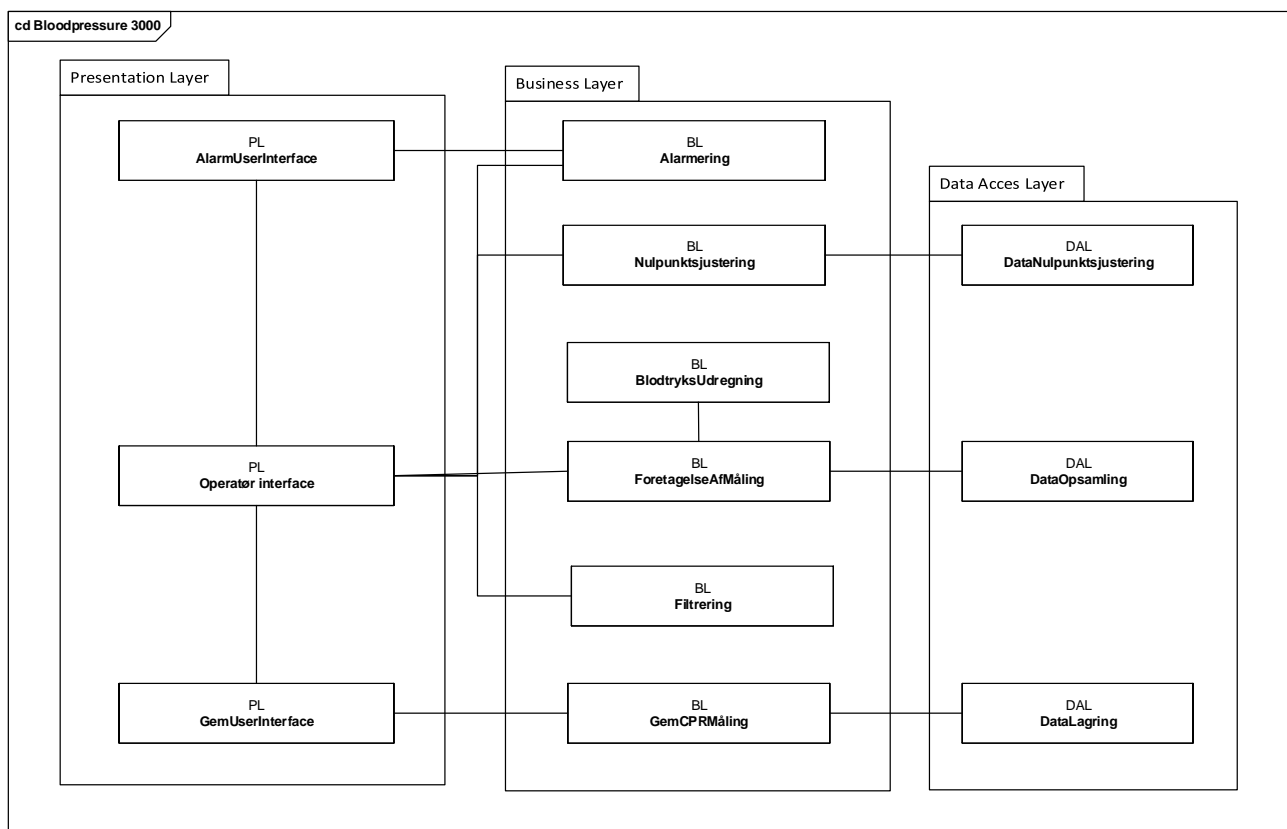 cd Bloodpressure 3000
Presentation Layer
PL
AlarmUserInterface
PL
Operatør interface
PL
GemUserInterface
Business Layer
BL
Alarmering
BL
Nulpunktsjustering
BL
BlodtryksUdregning
BL
ForetagelseAfMåling
BL
Filtrering
BL
GemCPRMåling
Data Acces Layer
DAL
DataNulpunktsjustering
DAL
DataOpsamling
DAL
DataLagring